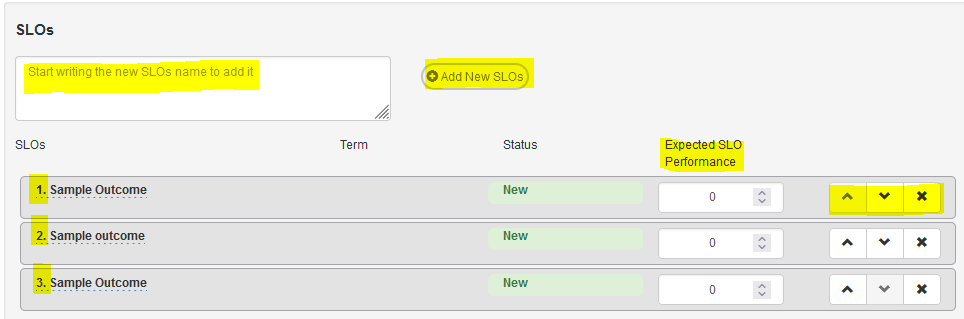 SLOs
Start writing the new SLOs name to add it
Add New SLOs
SLOs Term Status Expected SLO
Performance
1. Sample Outcome New 0
2. Sample outcome New 0
3. Sample Outcome New 0